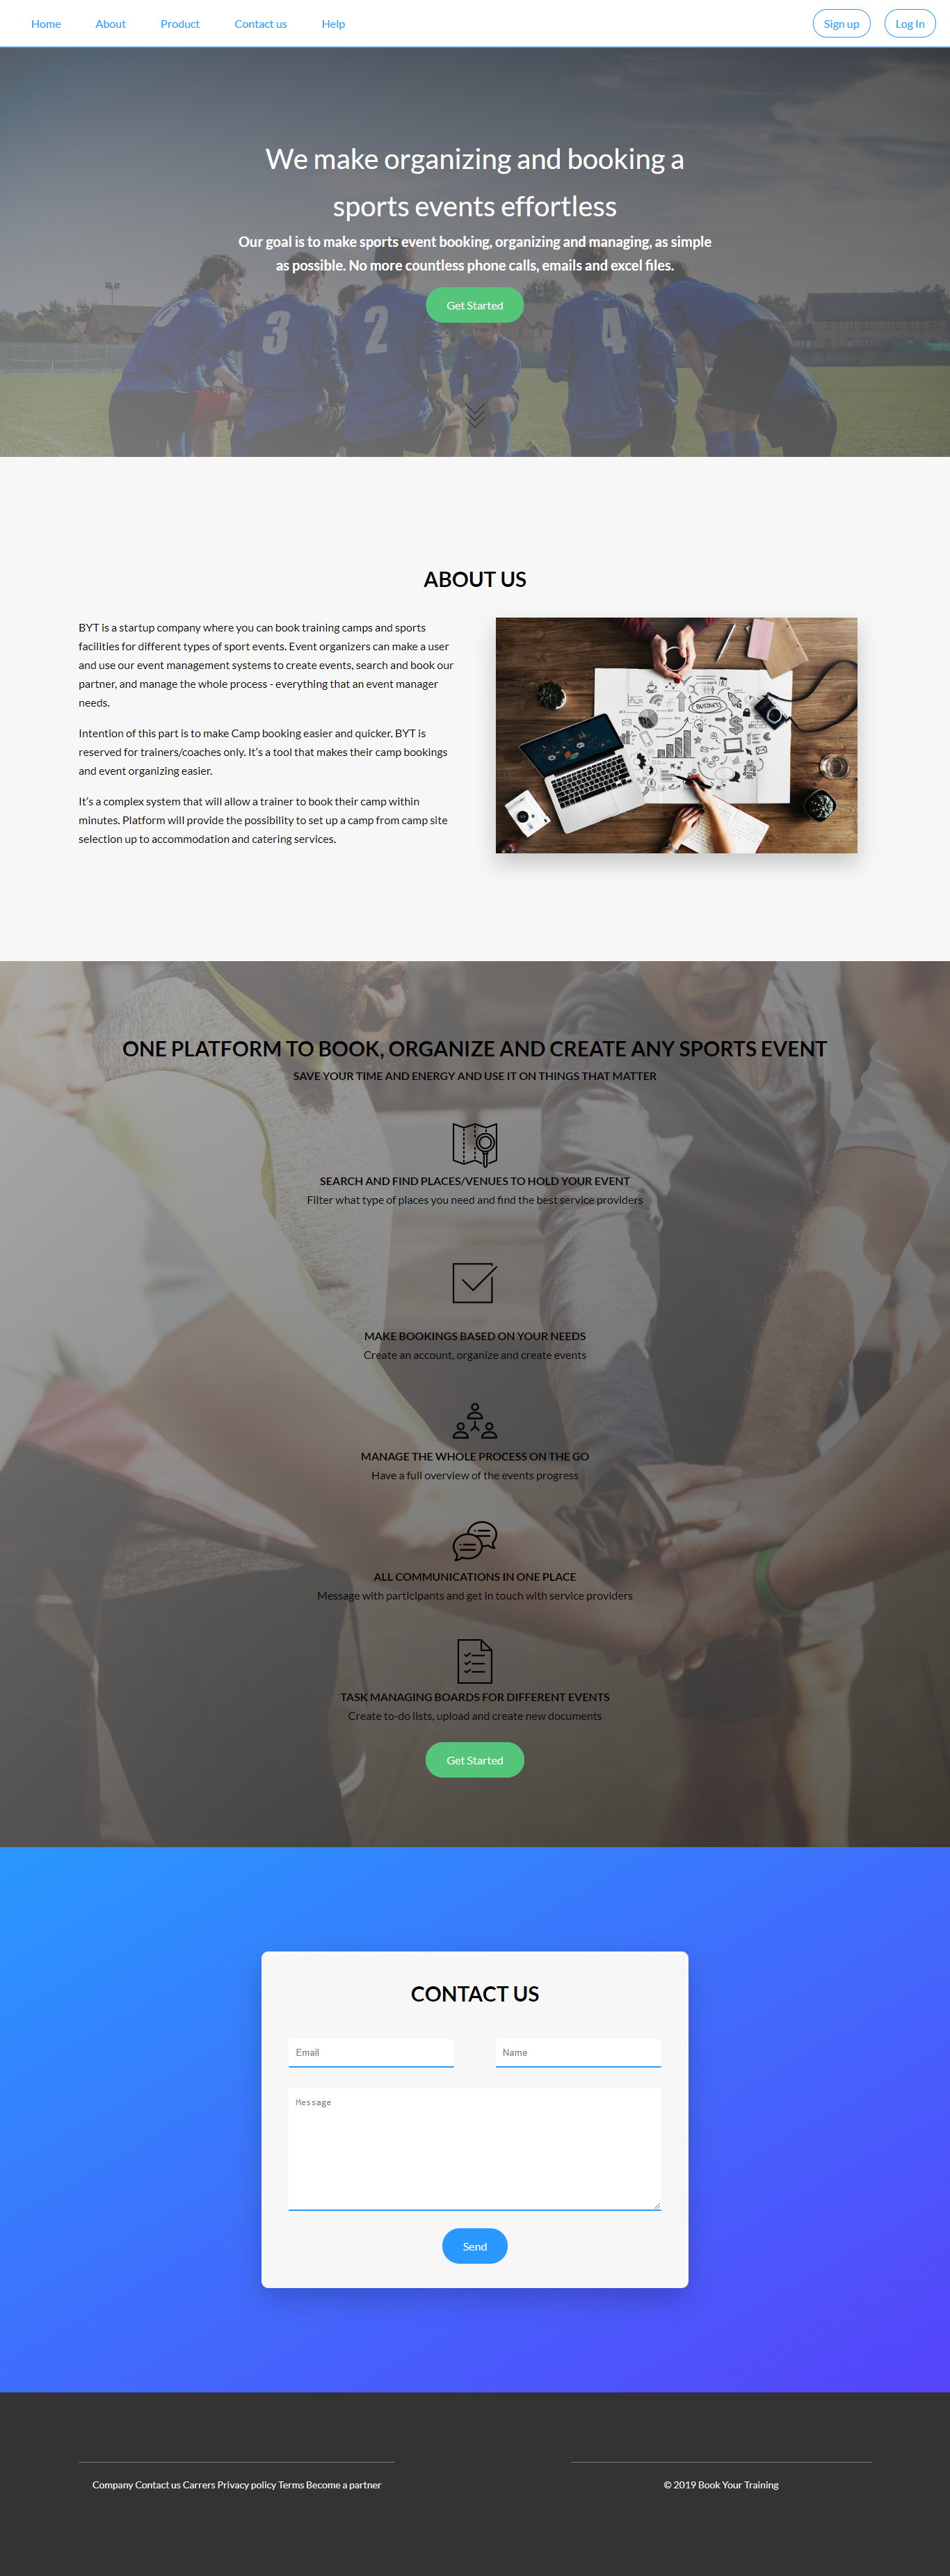 Home About Product Contact us Help Sign up Log In
We make organizing and booking a
sports events effortless
Our goal is to make sports event booking, organizing and managing, as simple
as possible. No more countless phone calls, emails and excel files.
Get Started
ABOUT US
BYT is a startup company where you can book training camps and sports
facilities for different types of sport events. Event organizers can make a user
and use our event management systems to create events, search and book our
partner, and manage the whole process - everything that an event manager
needs.
Intention of this part is to make Camp booking easier and quicker. BYT is
reserved for trainers/coaches only. It’s a tool that makes their camp bookings
and event organizing easier.
It’s a complex system that will allow a trainer to book their camp within
minutes. Platform will provide the possibility to set up a camp from camp site
selection up to accommodation and catering services.
BUSINESS
ONE PLATFORM TO BOOK, ORGANIZE AND CREATE ANY SPORTS EVENT
SAVE YOUR TIME AND ENERGY AND USE IT ON THINGS THAT MATTER
SEARCH AND FIND PLACES/VENUES TO HOLD YOUR EVENT
Filter what type of places you need and find the best service providers
MAKE BOOKINGS BASED ON YOUR NEEDS
Create an account, organize and create events
MANAGE THE WHOLE PROCESS ON THE GO
Have a full overview of the events progress
ALL COMMUNICATIONS IN ONE PLACE
Message with participants and get in touch with service providers
TASK MANAGING BOARDS FOR DIFFERENT EVENTS
Create to-do lists, upload and create new documents
Get Started
CONTACT US
Email Name
Message
Send
Company Contact us Carrers Privacy policy Terms Become a partner
© 2019 Book Your Training